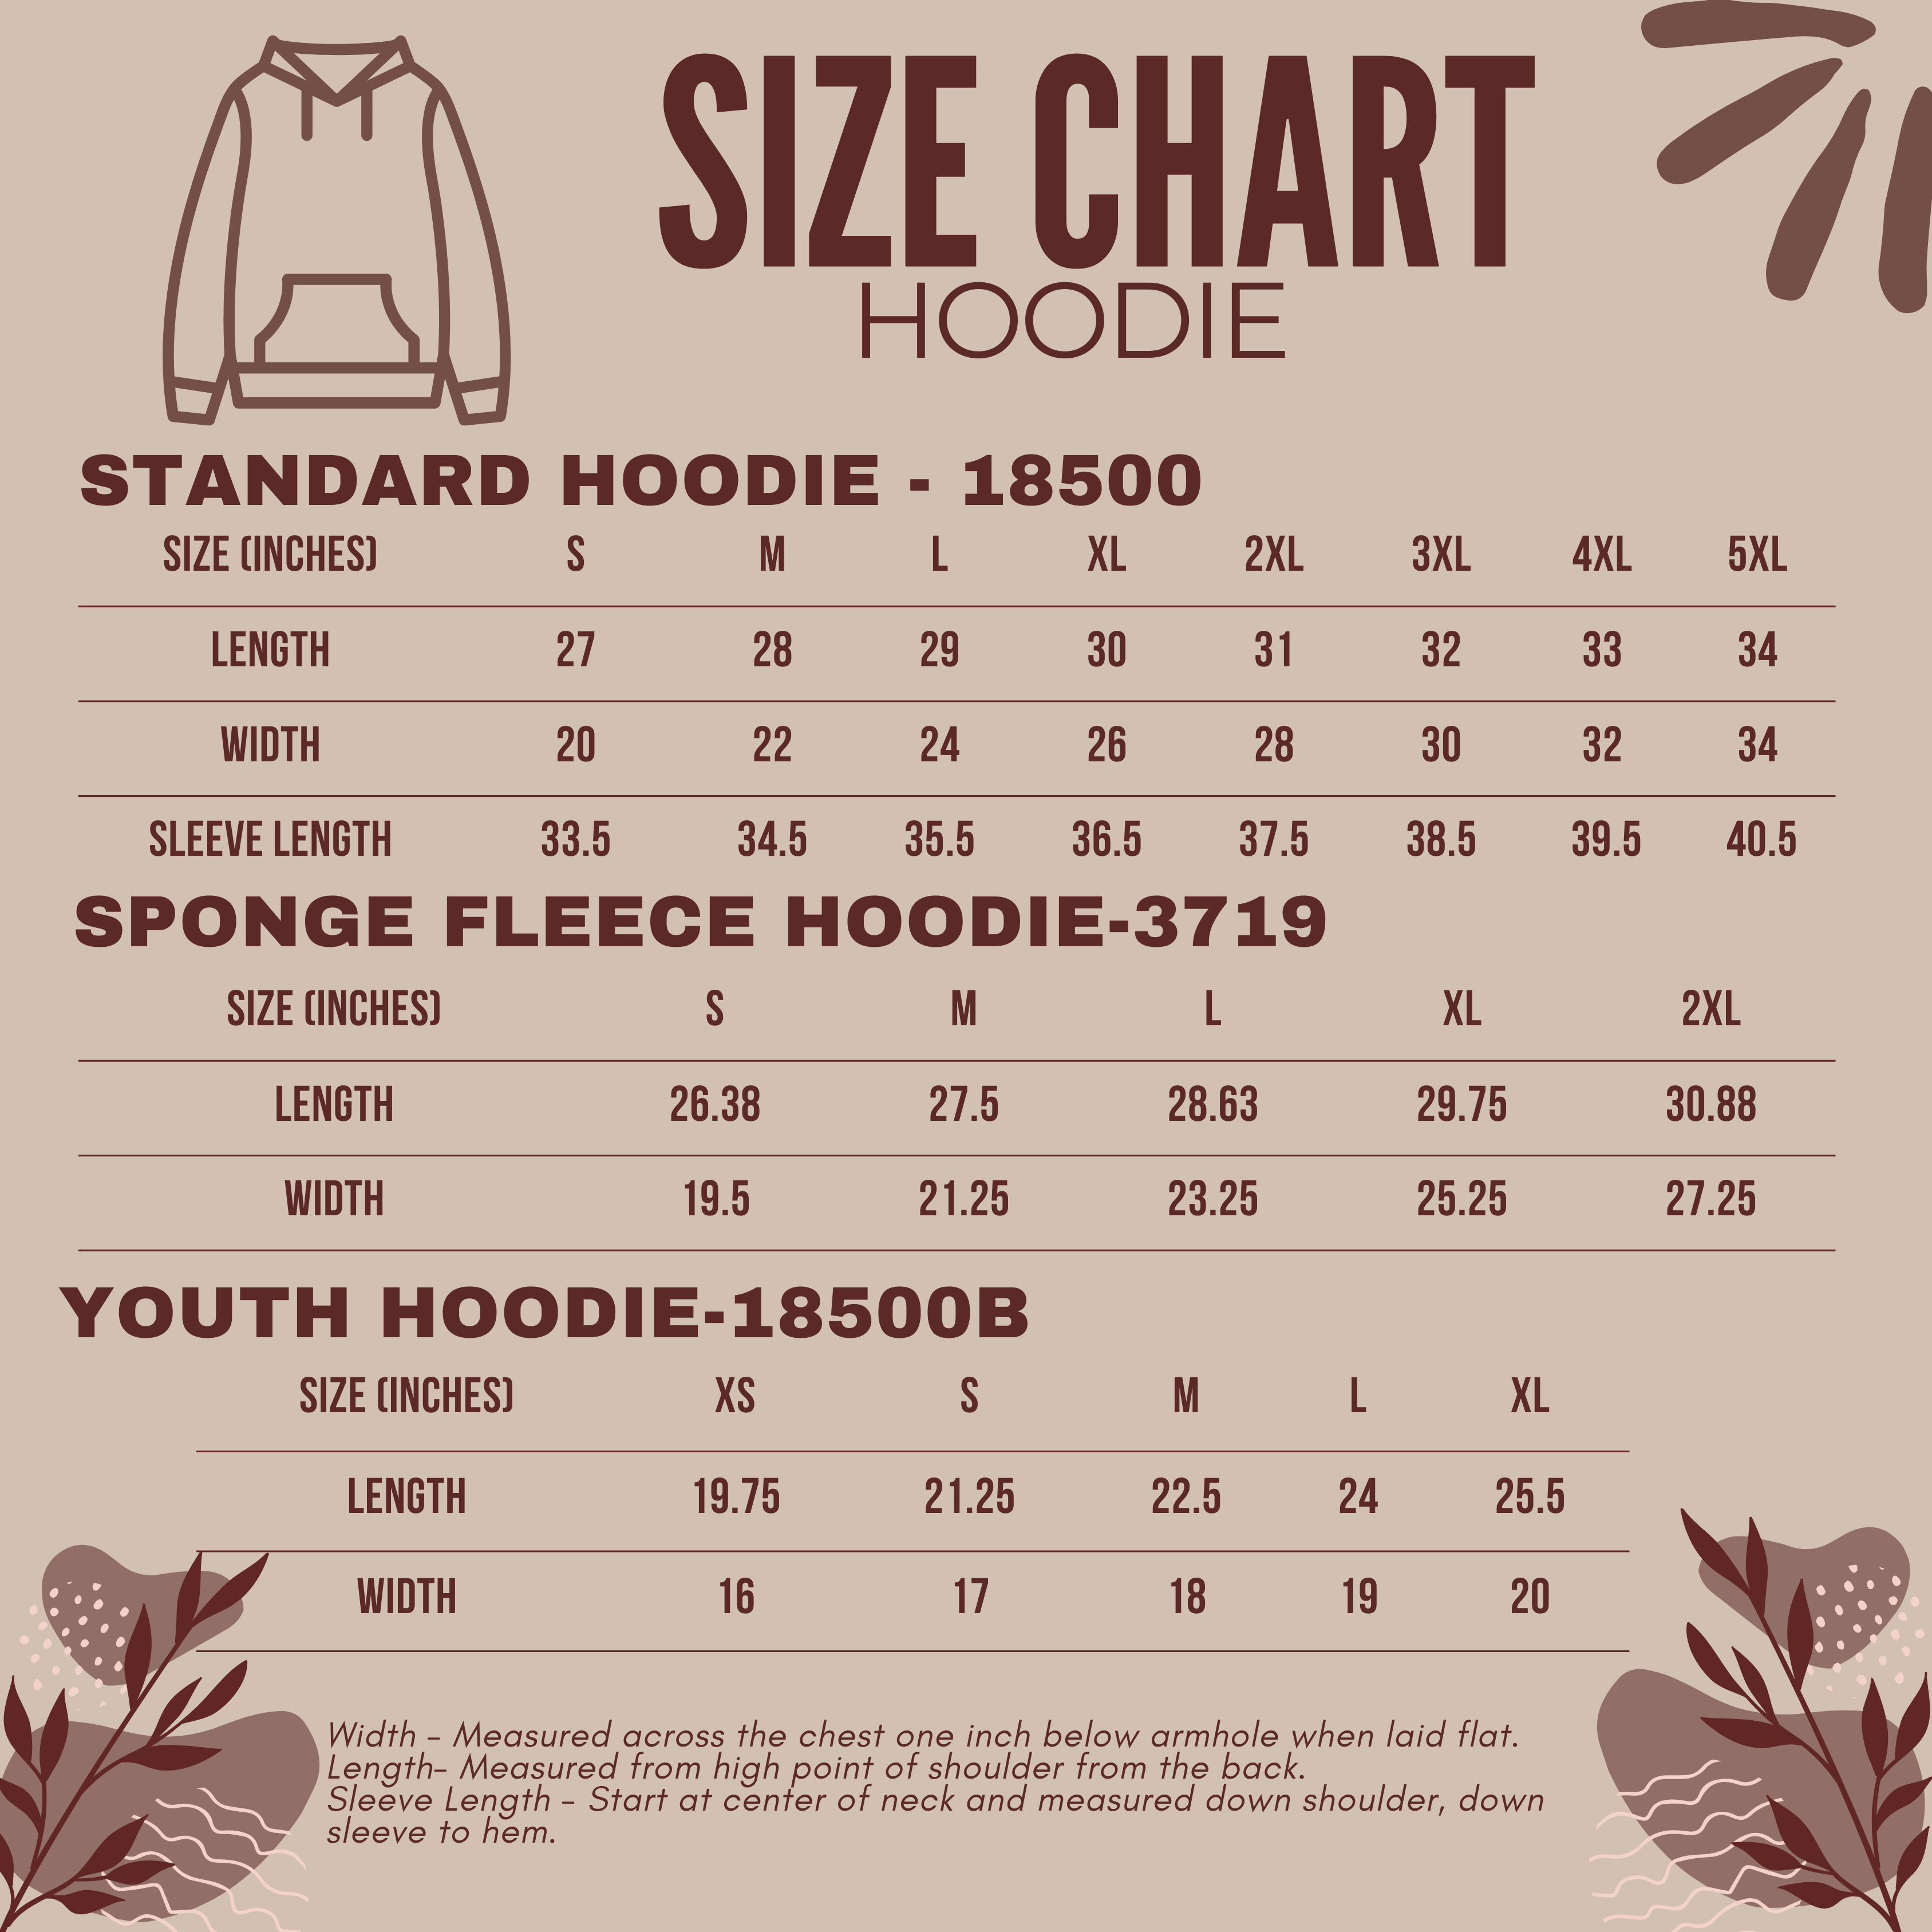 SIZE CHART
HOODIE
STANDARD HOODIE - 18500
SIZE (INCHES) S M L XL 2XL 3XL 4XL 5XL
LENGTH 27 28 29 30 31 32 33 34
WIDTH 20 22 24 26 28 30 32 34
SLEEVE LENGTH 33.5 34.5 35.5 36.5 37.5 38.5 39.5 40.5
SPONGE FLEECE HOODIE-3719
SIZE (INCHES) S M L XL 2XL
LENGTH 26.38 27.5 28.63 29.75 30.88
WIDTH 19.5 21.25 23.25 25.25 27.25
YOUTH HOODIE-18500B
SIZE (INCHES) XS S M L XL
LENGTH 19.75 21.25 22.5 24 25.5
WIDTH 16 17 18 19 20
Width - Measured across the chest one inch below armhole when laid flat.
Length- Measured from high point of shoulder from the back.
Sleeve Length - Start at center of neck and measured down shoulder, down
sleeve to hem.